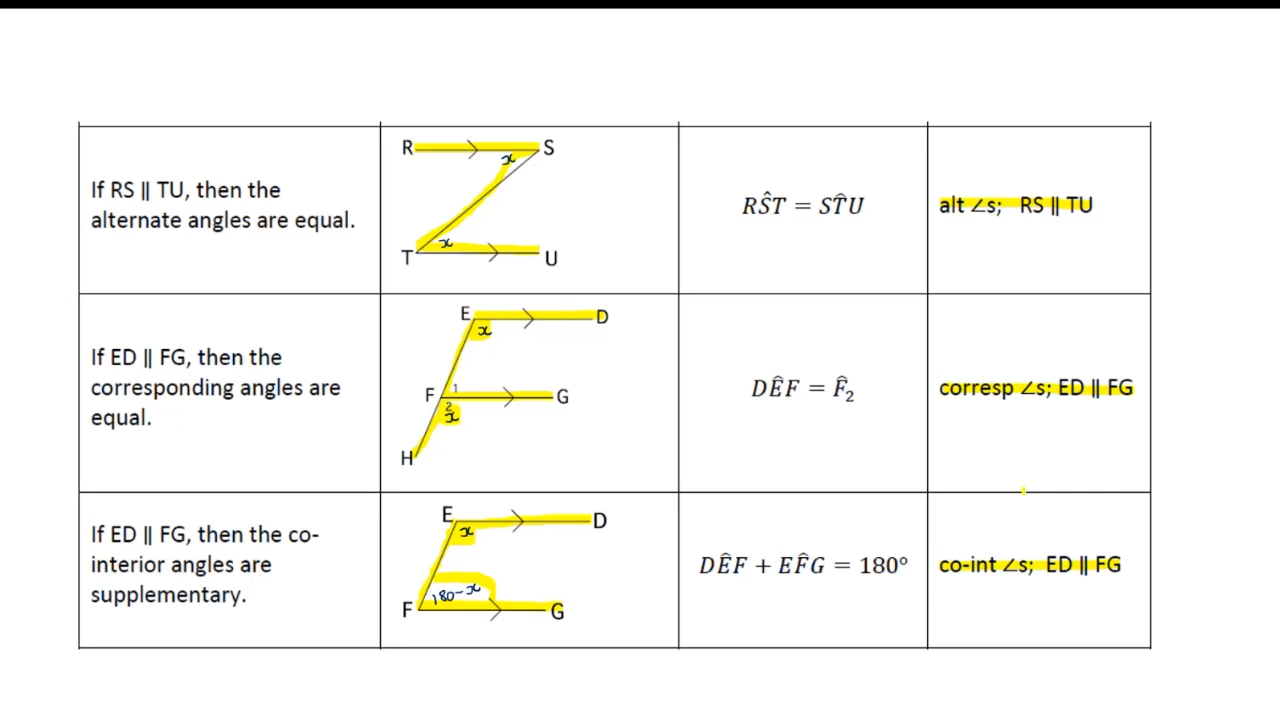 If RS ∥ TU, then the
alternate angles are equal.
R
S
x
x
T
U
RŜT = ST̂U
alt ∠s; RS ∥ TU
If ED ∥ FG, then the
corresponding angles are
equal.
E
D
x
F
1
G
2
x
H
DÊF = F̂₂
corresp ∠s; ED ∥ FG
If ED ∥ FG, then the co-
interior angles are
supplementary.
E
D
x
180-x
F
G
DÊF + EF̂G = 180°
co-int ∠s; ED ∥ FG